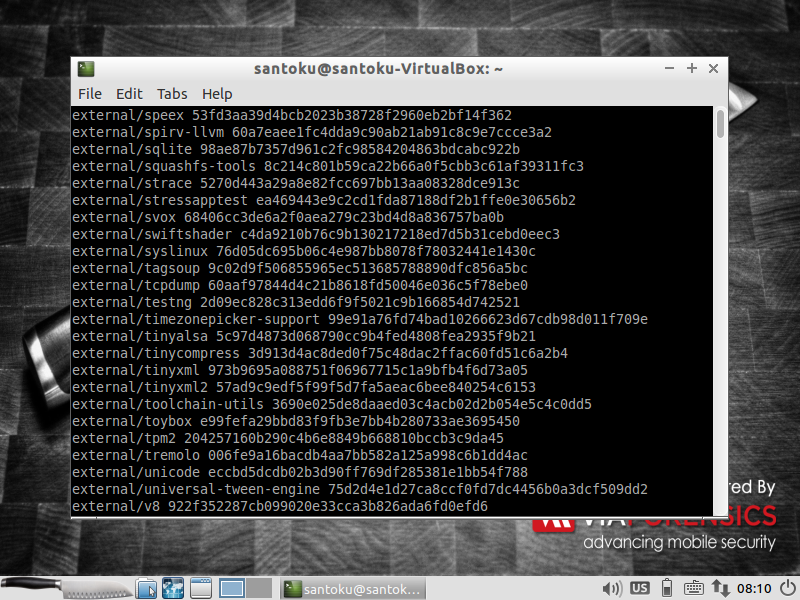 santoku@santoku-VirtualBox: ~
File Edit Tabs Help
external/speex 53fd3aa39d4bcb2023b38728f2960eb2bf14f362
external/spirv-llvm 60a7eaee1fc4dda9c90ab21ab91c8c9e7ccce3a2
external/sqlite 98ae87b7357d961c2fc98584204863bdcabc922b
external/squashfs-tools 8c214c801b59ca22b66a0f5cbb3c61af39311fc3
external/strace 5270d443a29a8e82fcc697bb13aa08328dce913c
external/stressapptest ea469443e9c2cd1fda87188df2b1ffe0e30656b2
external/svox 68406cc3de6a2f0aea279c23bd4d8a836757ba0b
external/swiftshader c4da9210b76c9b130217218ed7d5b31cebd0eec3
external/syslinux 76d05dc695b06c4e987bb8078f78032441e1430c
external/tagsoup 9c02d9f506855965ec513685788890dfc856a5bc
external/tcpdump 60aaf97844d4c21b8618fd50046e036c5f78ebe0
external/testng 2d09ec828c313edd6f9f5021c9b166854d742521
external/timezonepicker-support 99e91a76fd74bad10266623d67cdb98d011f709e
external/tinyalsa 5c97d4873d068790cc9b4fed4808fea2935f9b21
external/tinycompress 3d913d4ac8ded0f75c48dac2ffac60fd51c6a2b4
external/tinyxml 973b9695a088751f06967715c1a9bfb4f6d73a05
external/tinyxml2 57ad9c9edf5f99f5d7fa5aeac6bee840254c6153
external/toolchain-utils 3690e025de8daaed03c4acb02d2b054e5c4c0dd5
external/toybox e99fefa29bbd83f9fb3e7bb4b280733ae3695450
external/tpm2 204257160b290c4b6e8849b668810bccb3c9da45
external/tremolo 006fe9a16bacdb4aa7bb582a125a998c6b1dd4ac
external/unicode eccbd5dcdb02b3d90ff769df285381e1bb54f788
external/universal-tween-engine 75d2d4e1d27ca8ccf0fd7dc4456b0a3dcf509dd2
external/v8 922f352287cb099020e33cca3b826ada6fd0efd6
red By
VIAFORENSICS
advancing mobile security
santoku@santok...
US
08:10